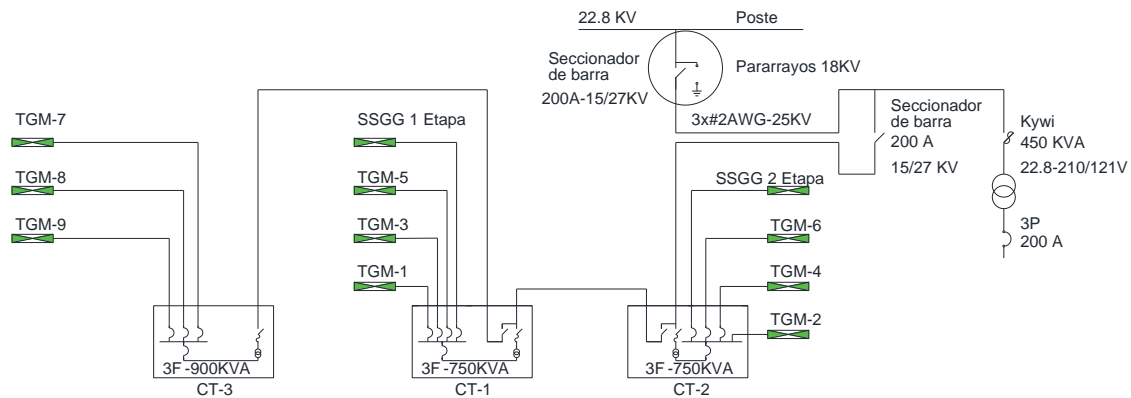 22.8 KV
Poste
Seccionador
de barra
200A-15/27KV
Pararrayos 18KV
3x#2AWG-25KV
Seccionador
de barra
200 A
15/27 KV
Kywi
450 KVA
22.8-210/121V
3P
200 A
TGM-7
TGM-8
TGM-9
SSGG 1 Etapa
TGM-5
TGM-3
TGM-1
SSGG 2 Etapa
TGM-6
TGM-4
TGM-2
3F -900KVA
CT-3
3F -750KVA
CT-1
3F -750KVA
CT-2